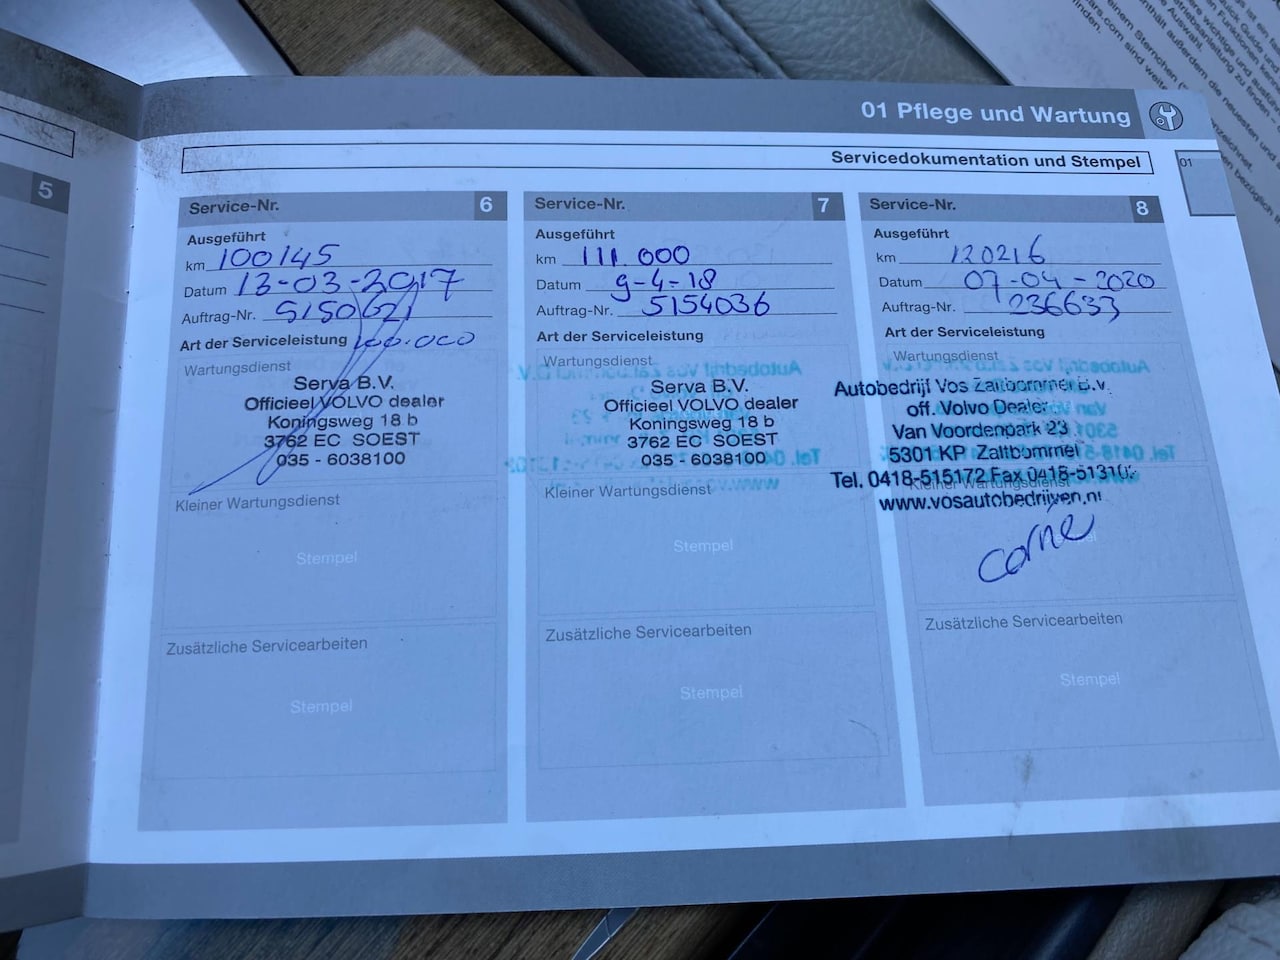 01 Pflege und Wartung
Servicedokumentation und Stempel
01
5
Service-Nr. 6
Ausgeführt
km 100145
Datum 13-03-2017
Auftrag-Nr. 5150621
Art der Serviceleistung 100.000
Wartungsdienst
Serva B.V.
Officieel VOLVO dealer
Koningsweg 18 b
3762 EC SOEST
035 - 6038100
Kleiner Wartungsdienst
Stempel
Zusätzliche Servicearbeiten
Stempel
Service-Nr. 7
Ausgeführt
km 111.000
Datum 9-4-18
Auftrag-Nr. 5154036
Art der Serviceleistung
Wartungsdienst
Serva B.V.
Officieel VOLVO dealer
Koningsweg 18 b
3762 EC SOEST
035 - 6038100
Kleiner Wartungsdienst
Stempel
Zusätzliche Servicearbeiten
Stempel
Service-Nr. 8
Ausgeführt
km 120216
Datum 07-04-2020
Auftrag-Nr. 236633
Art der Serviceleistung
Wartungsdienst
Autobedrijf Vos Zaltbommel B.V.
off. Volvo Dealer
Van Voordenpark 23
5301 KP Zaltbommel
Tel. 0418-515172 Fax 0418-513102
Kleiner Wartungsdienst
www.vosautobedrijven.nl
corné
Zusätzliche Servicearbeiten
Stempel